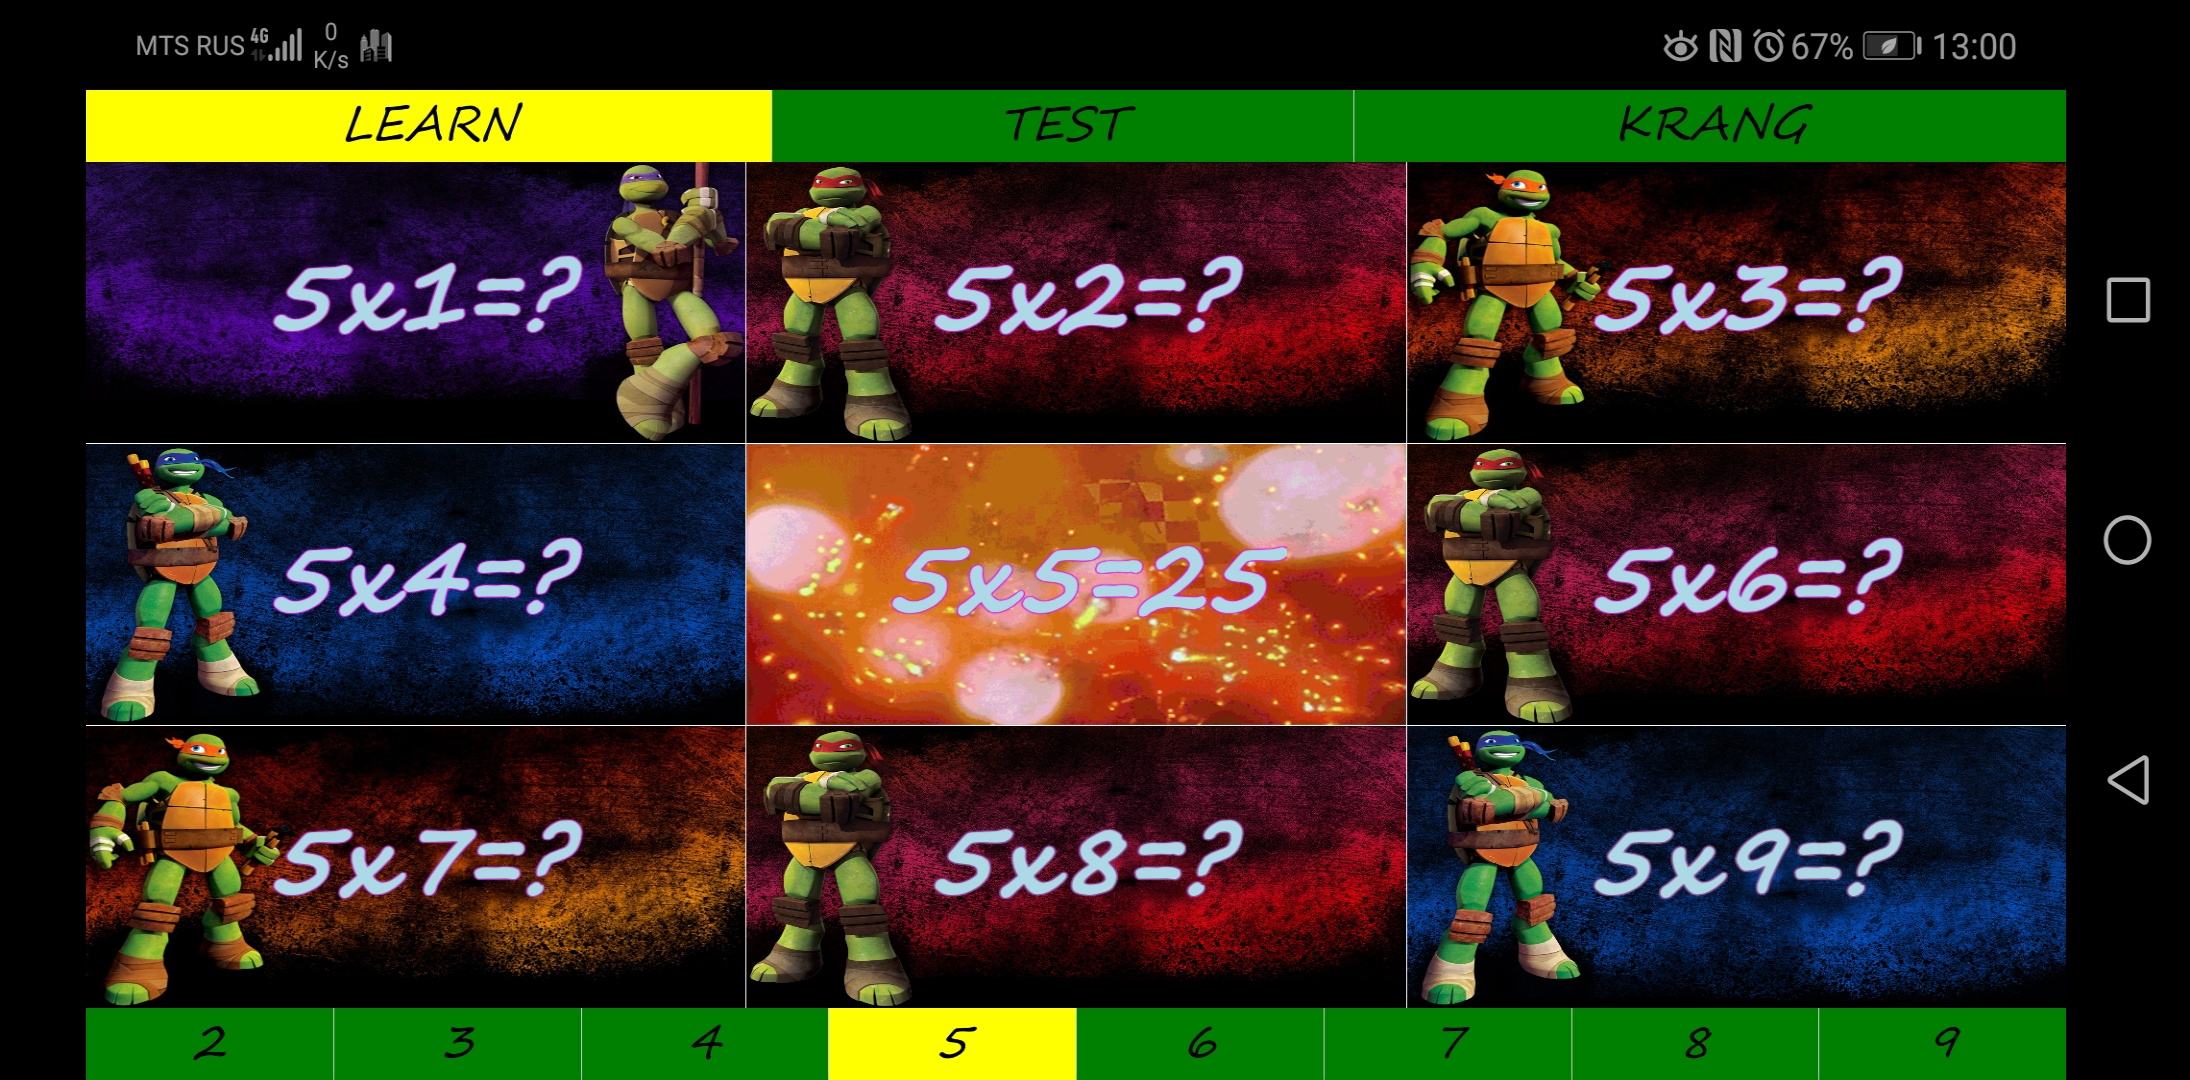 MTS RUS 4G 0 K/s 67% 13:00
LEARN TEST KRANG
5x1=? 5x2=? 5x3=?
5x4=? 5x5=25 5x6=?
5x7=? 5x8=? 5x9=?
2 3 4 5 6 7 8 9